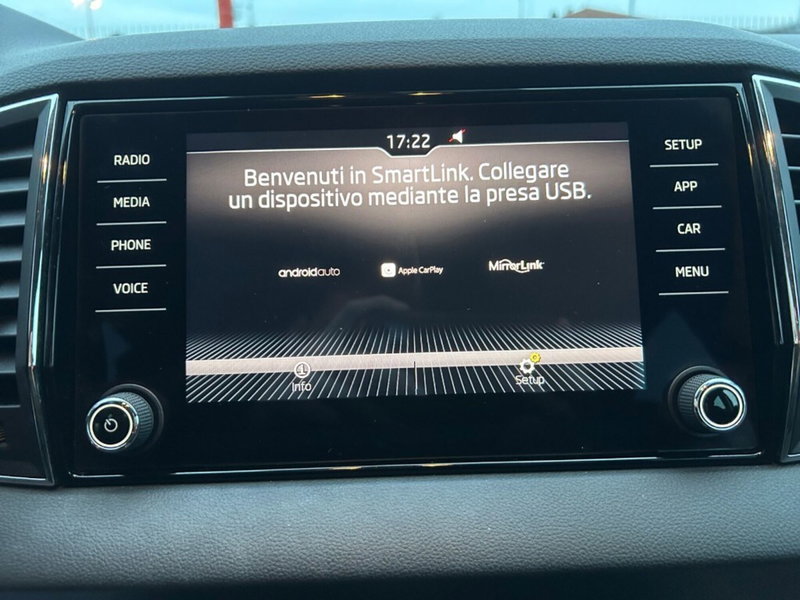 17:22
Benvenuti in SmartLink. Collegare
un dispositivo mediante la presa USB.
androidauto
Apple CarPlay
MirrorLink
Info
Setup
RADIO
MEDIA
PHONE
VOICE
SETUP
APP
CAR
MENU